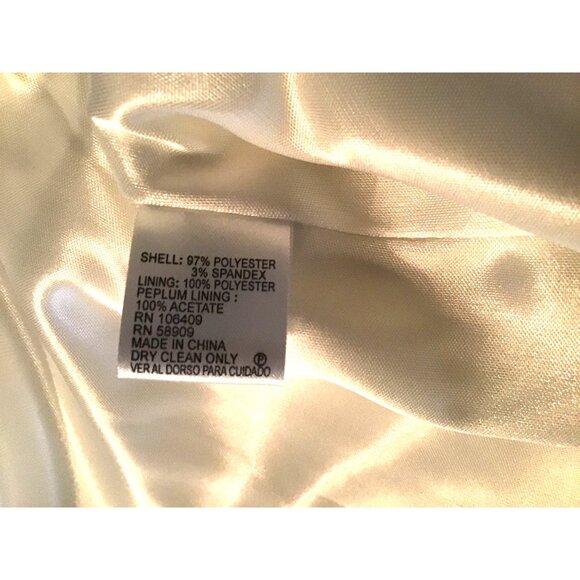 SHELL: 97% POLYESTER
3% SPANDEX
LINING: 100% POLYESTER
PEPLUM LINING :
100% ACETATE
RN 106409
RN 58909
MADE IN CHINA
DRY CLEAN ONLY Ⓟ
VER AL DORSO PARA CUIDADO